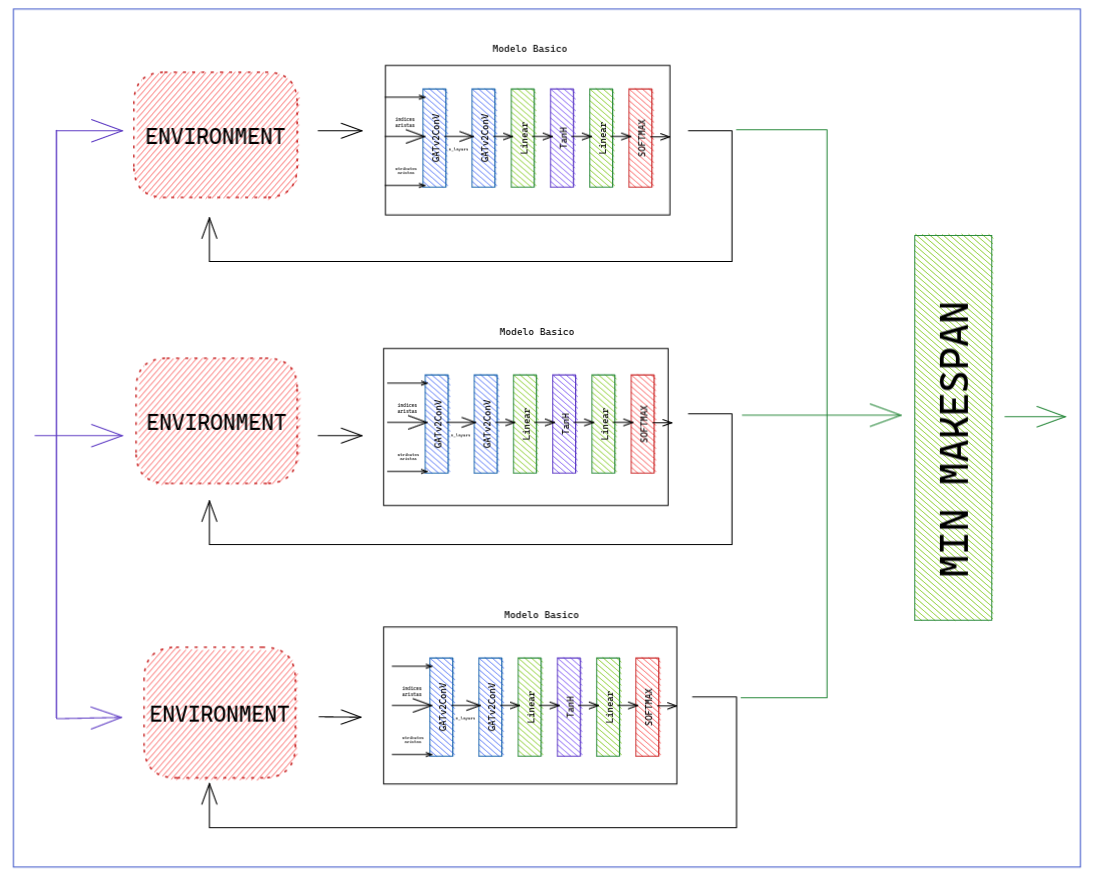 Modelo Basico
ENVIRONMENT
indices
aristas
atributos
aristas
GATv2ConV
n_layers
GATv2ConV
Linear
TanH
Linear
SOFTMAX
Modelo Basico
ENVIRONMENT
indices
aristas
atributos
aristas
GATv2ConV
n_layers
GATv2ConV
Linear
TanH
Linear
SOFTMAX
Modelo Basico
ENVIRONMENT
indices
aristas
atributos
aristas
GATv2ConV
n_layers
GATv2ConV
Linear
TanH
Linear
SOFTMAX
MIN MAKESPAN